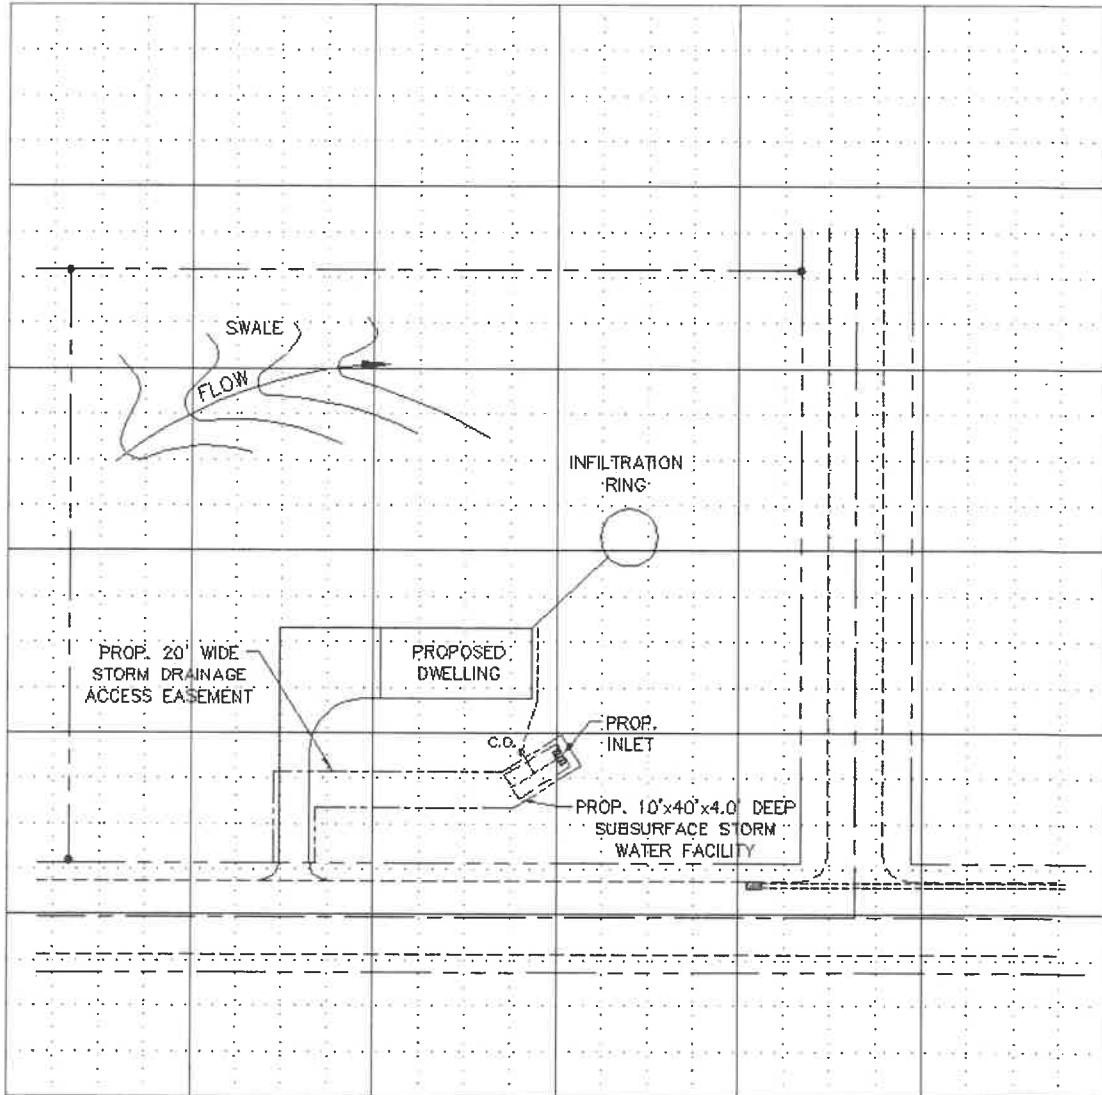 SWALE
FLOW
INFILTRATION
RING
PROP. 20' WIDE
STORM DRAINAGE
ACCESS EASEMENT
PROPOSED
DWELLING
C.O.
PROP.
INLET
PROP. 10'x40'x4.0' DEEP
SUBSURFACE STORM
WATER FACILITY